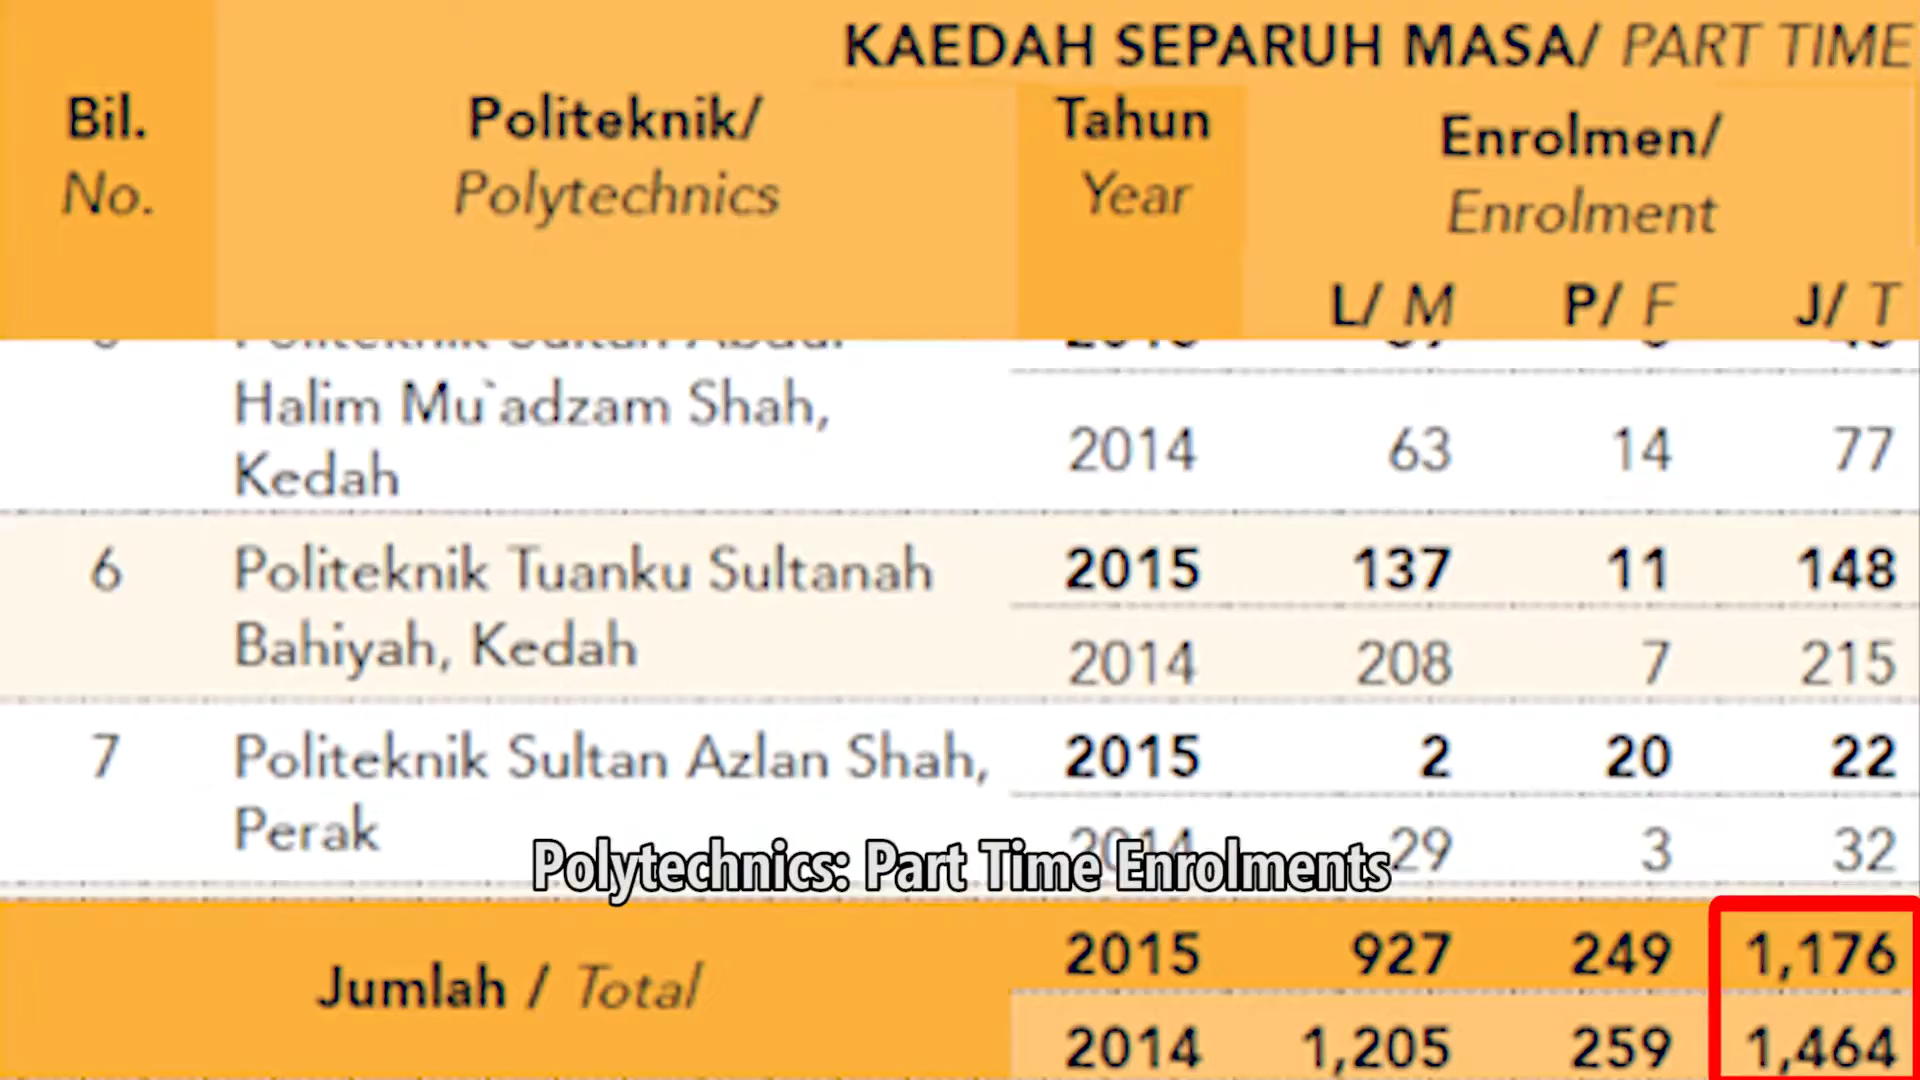 KAEDAH SEPARUH MASA/ PART TIME
Bil.
No.
Politeknik/
Polytechnics
Tahun
Year
Enrolmen/
Enrolment
L/ M P/ F J/ T
Halim Mu`adzam Shah,
Kedah
2014 63 14 77
6 Politeknik Tuanku Sultanah
Bahiyah, Kedah
2015 137 11 148
2014 208 7 215
7 Politeknik Sultan Azlan Shah,
Perak
2015 2 20 22
2014 29 3 32
Polytechnics: Part Time Enrolments
Jumlah / Total
2015 927 249 1,176
2014 1,205 259 1,464